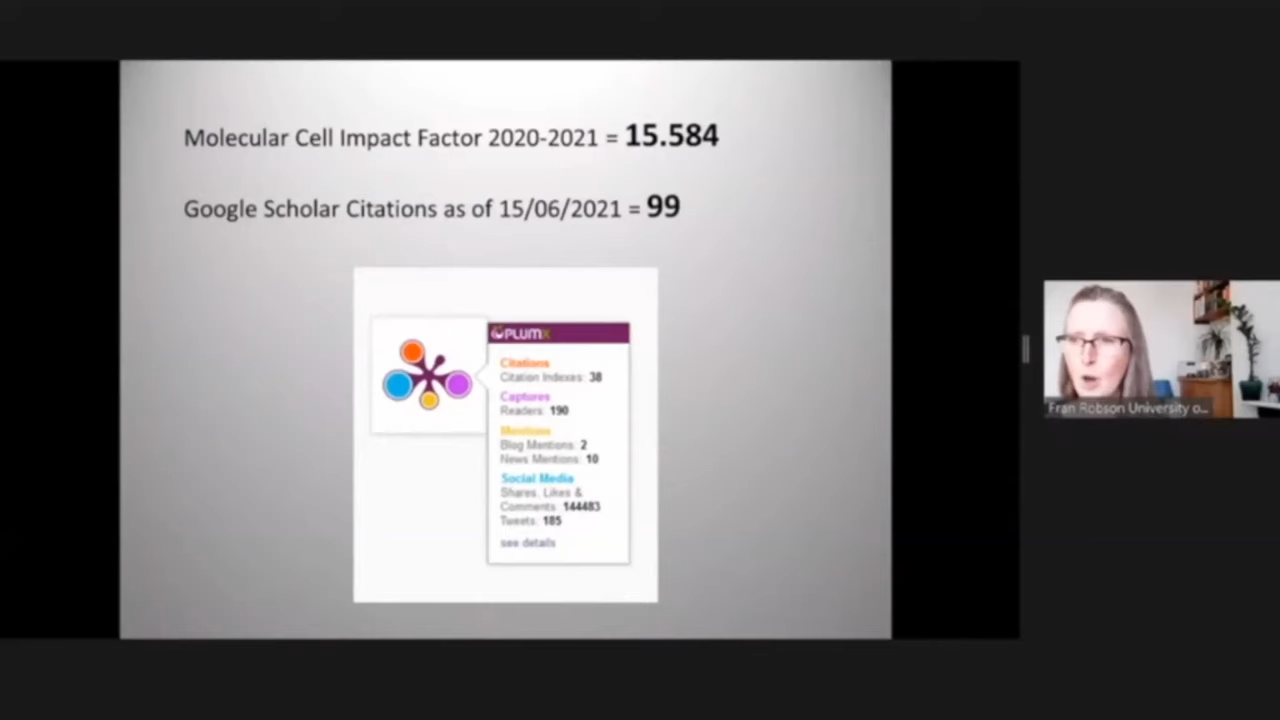 Molecular Cell Impact Factor 2020-2021 = 15.584
Google Scholar Citations as of 15/06/2021 = 99
PLUMX
Citations
Citation Indexes: 38
Captures
Readers: 190
Mentions
Blog Mentions: 2
News Mentions: 10
Social Media
Shares, Likes &
Comments: 144483
Tweets: 185
see details
Fran Robson University o...